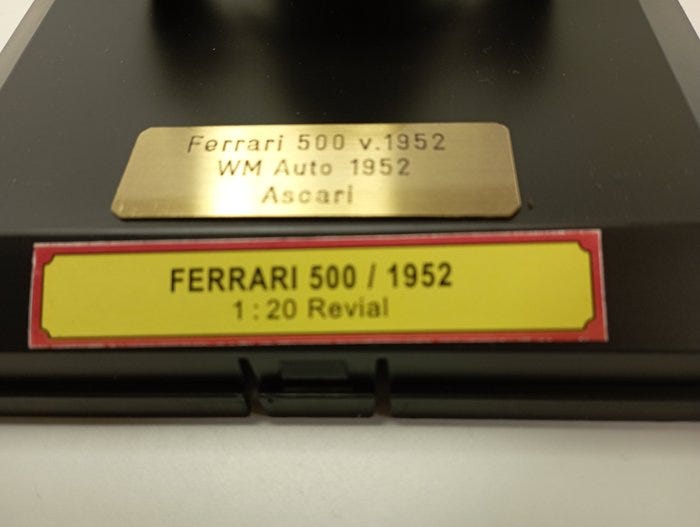 Ferrari 500 v.1952
WM Auto 1952
Ascari
FERRARI 500 / 1952
1:20 Revial